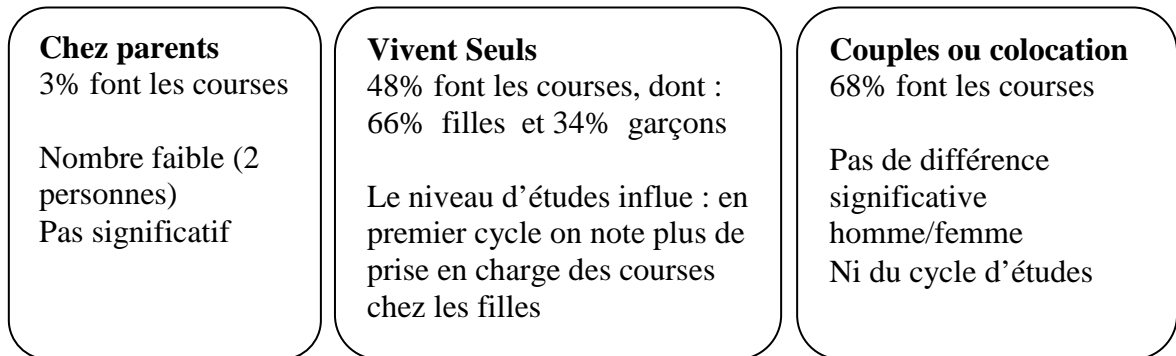 Chez parents
3% font les courses
Nombre faible (2
personnes)
Pas significatif
Vivent Seuls
48% font les courses, dont :
66% filles et 34% garçons
Le niveau d’études influe : en
premier cycle on note plus de
prise en charge des courses
chez les filles
Couples ou colocation
68% font les courses
Pas de différence
significative
homme/femme
Ni du cycle d’études